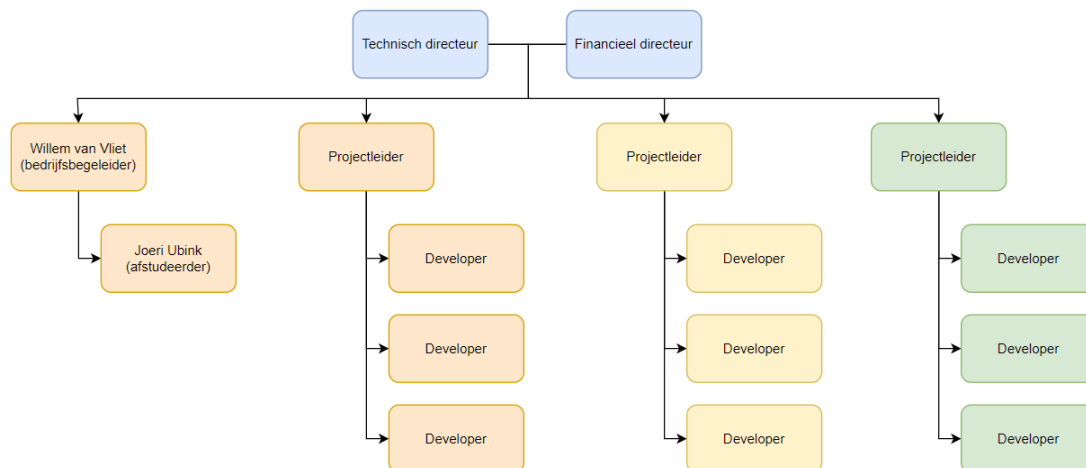 Technisch directeur
Financieel directeur
Willem van Vliet
(bedrijfsbegeleider)
Projectleider
Projectleider
Projectleider
Joeri Ubink
(afstudeerder)
Developer
Developer
Developer
Developer
Developer
Developer
Developer
Developer
Developer